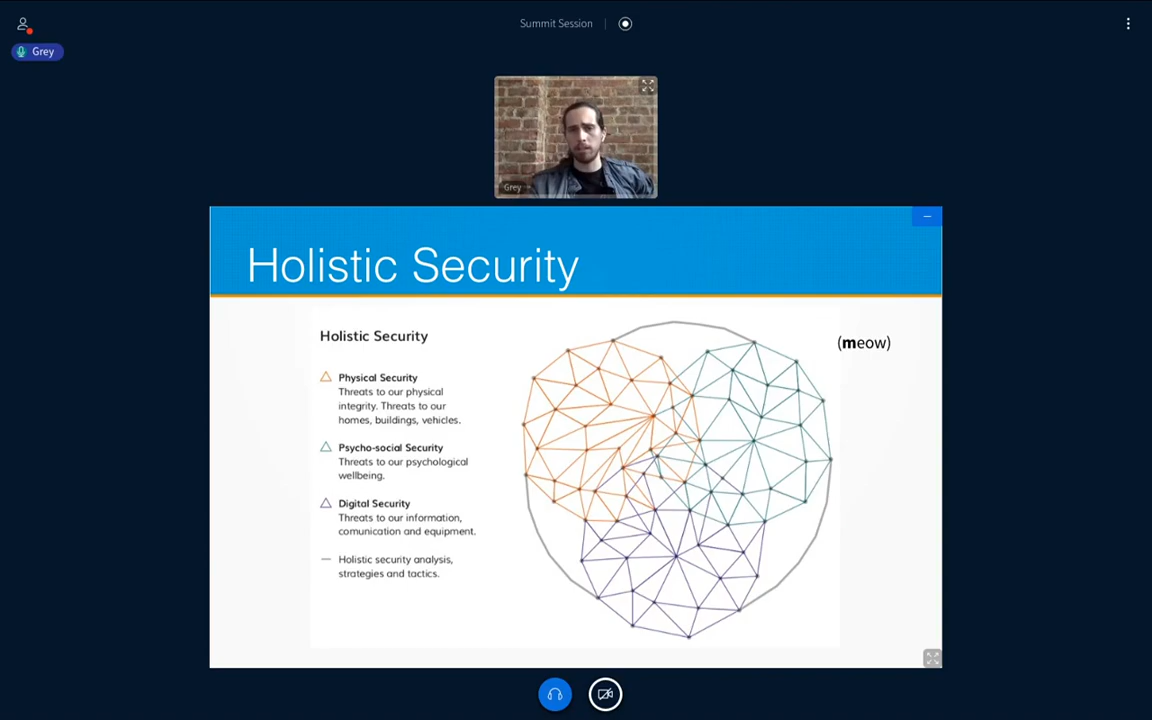 Summit Session
Grey
Grey
Holistic Security
Holistic Security
(meow)
Physical Security
Threats to our physical
integrity. Threats to our
homes, buildings, vehicles.
Psycho-social Security
Threats to our psychological
wellbeing.
Digital Security
Threats to our information,
comunication and equipment.
Holistic security analysis,
strategies and tactics.